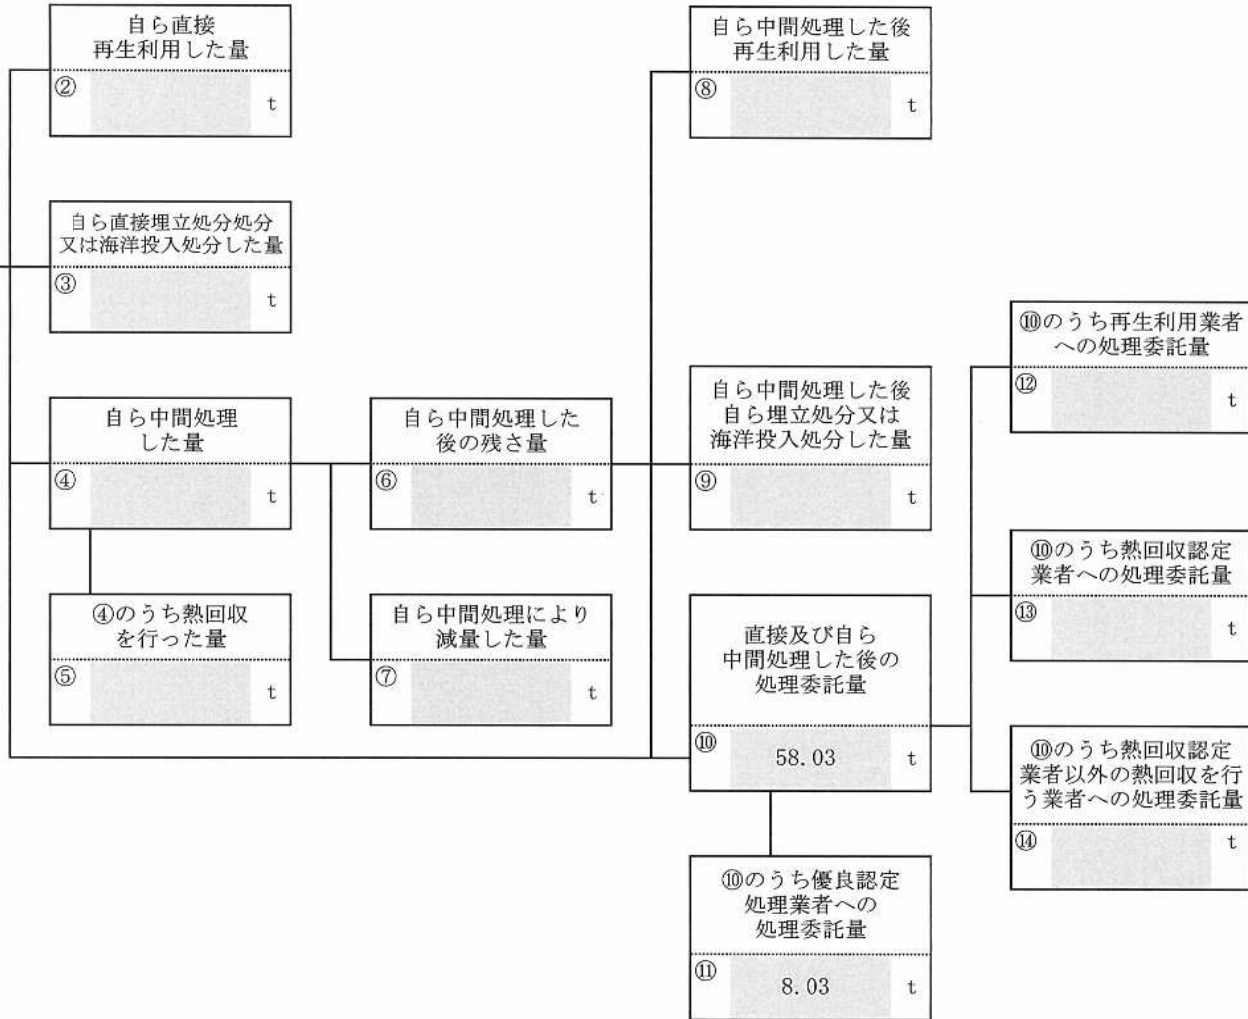 自ら直接
再生利用した量
② t
自ら直接埋立処分処分
又は海洋投入処分した量
③ t
自ら中間処理
した量
④ t
④のうち熱回収
を行った量
⑤ t
自ら中間処理した
後の残さ量
⑥ t
自ら中間処理により
減量した量
⑦ t
自ら中間処理した後
再生利用した量
⑧ t
自ら中間処理した後
自ら埋立処分又は
海洋投入処分した量
⑨ t
直接及び自ら
中間処理した後の
処理委託量
⑩ 58.03 t
⑩のうち優良認定
処理業者への
処理委託量
⑪ 8.03 t
⑩のうち再生利用業者
への処理委託量
⑫ t
⑩のうち熱回収認定
業者への処理委託量
⑬ t
⑩のうち熱回収認定
業者以外の熱回収を行
う業者への処理委託量
⑭ t